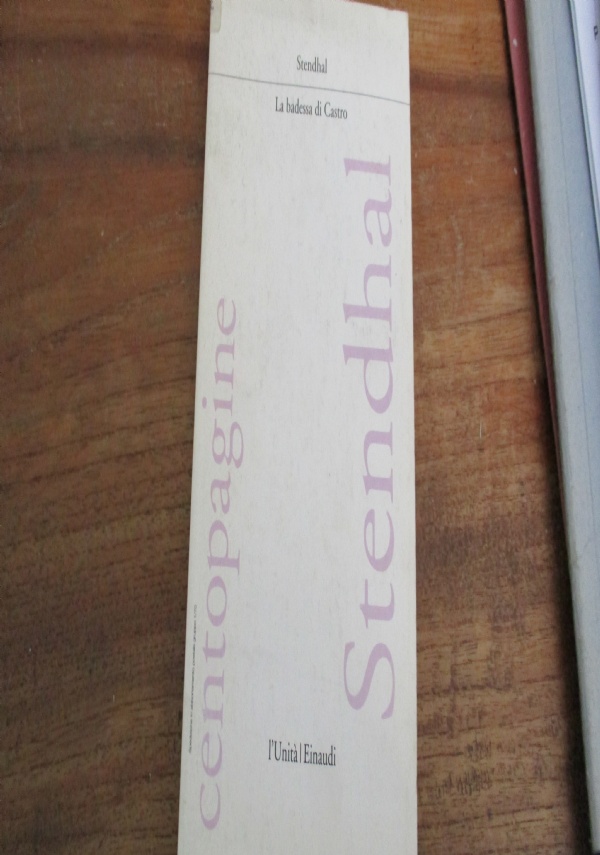 Stendhal
La badessa di Castro
Stendhal
centopagine
l'Unità | Einaudi